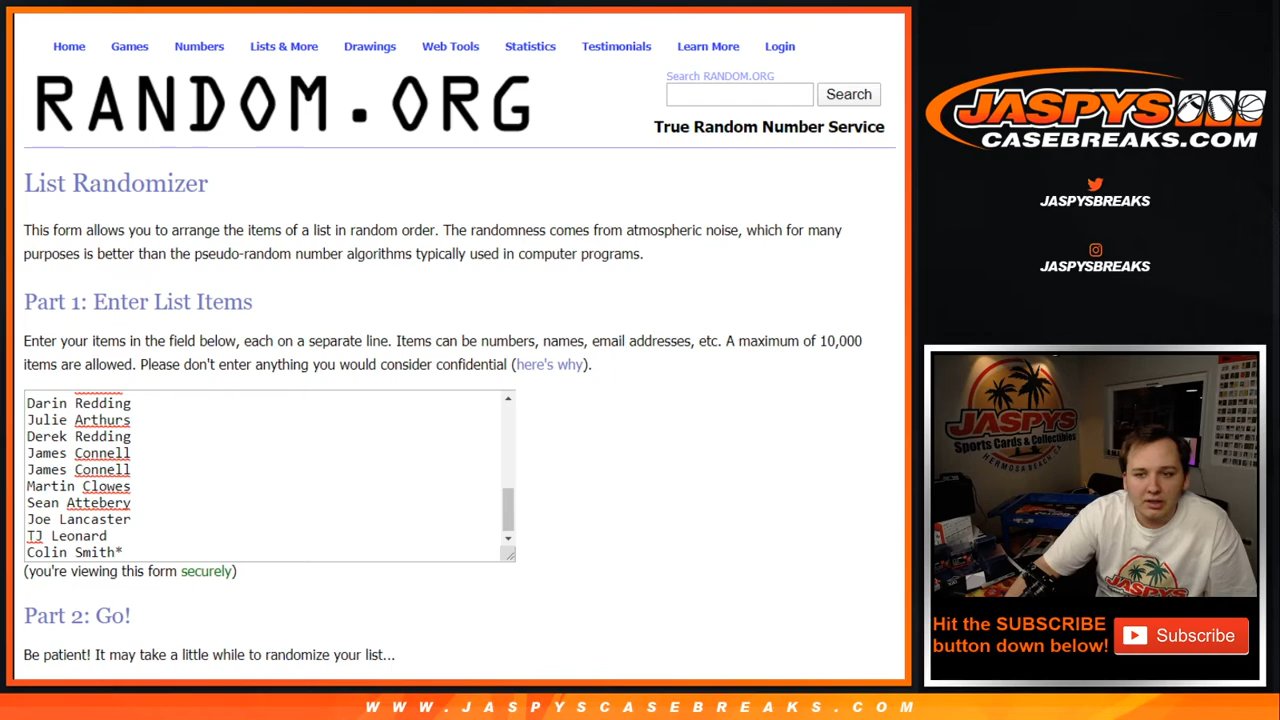 Home Games Numbers Lists & More Drawings Web Tools Statistics Testimonials Learn More Login
RANDOM.ORG
Search RANDOM.ORG
Search
True Random Number Service
List Randomizer
This form allows you to arrange the items of a list in random order. The randomness comes from atmospheric noise, which for many
purposes is better than the pseudo-random number algorithms typically used in computer programs.
Part 1: Enter List Items
Enter your items in the field below, each on a separate line. Items can be numbers, names, email addresses, etc. A maximum of 10,000
items are allowed. Please don't enter anything you would consider confidential (here's why).
Darin Redding
Julie Arthurs
Derek Redding
James Connell
James Connell
Martin Clowes
Sean Attebery
Joe Lancaster
TJ Leonard
Colin Smith*
(you're viewing this form securely)
Part 2: Go!
Be patient! It may take a little while to randomize your list...
JASPYS
CASEBREAKS.COM
JASPYSBREAKS
JASPYSBREAKS
JASPYS
Sports Cards & Collectibles
HERMOSA BEACH, CA
JASPYS
Hit the SUBSCRIBE
button down below!
Subscribe
WWW.JASPYSCASEBREAKS.COM